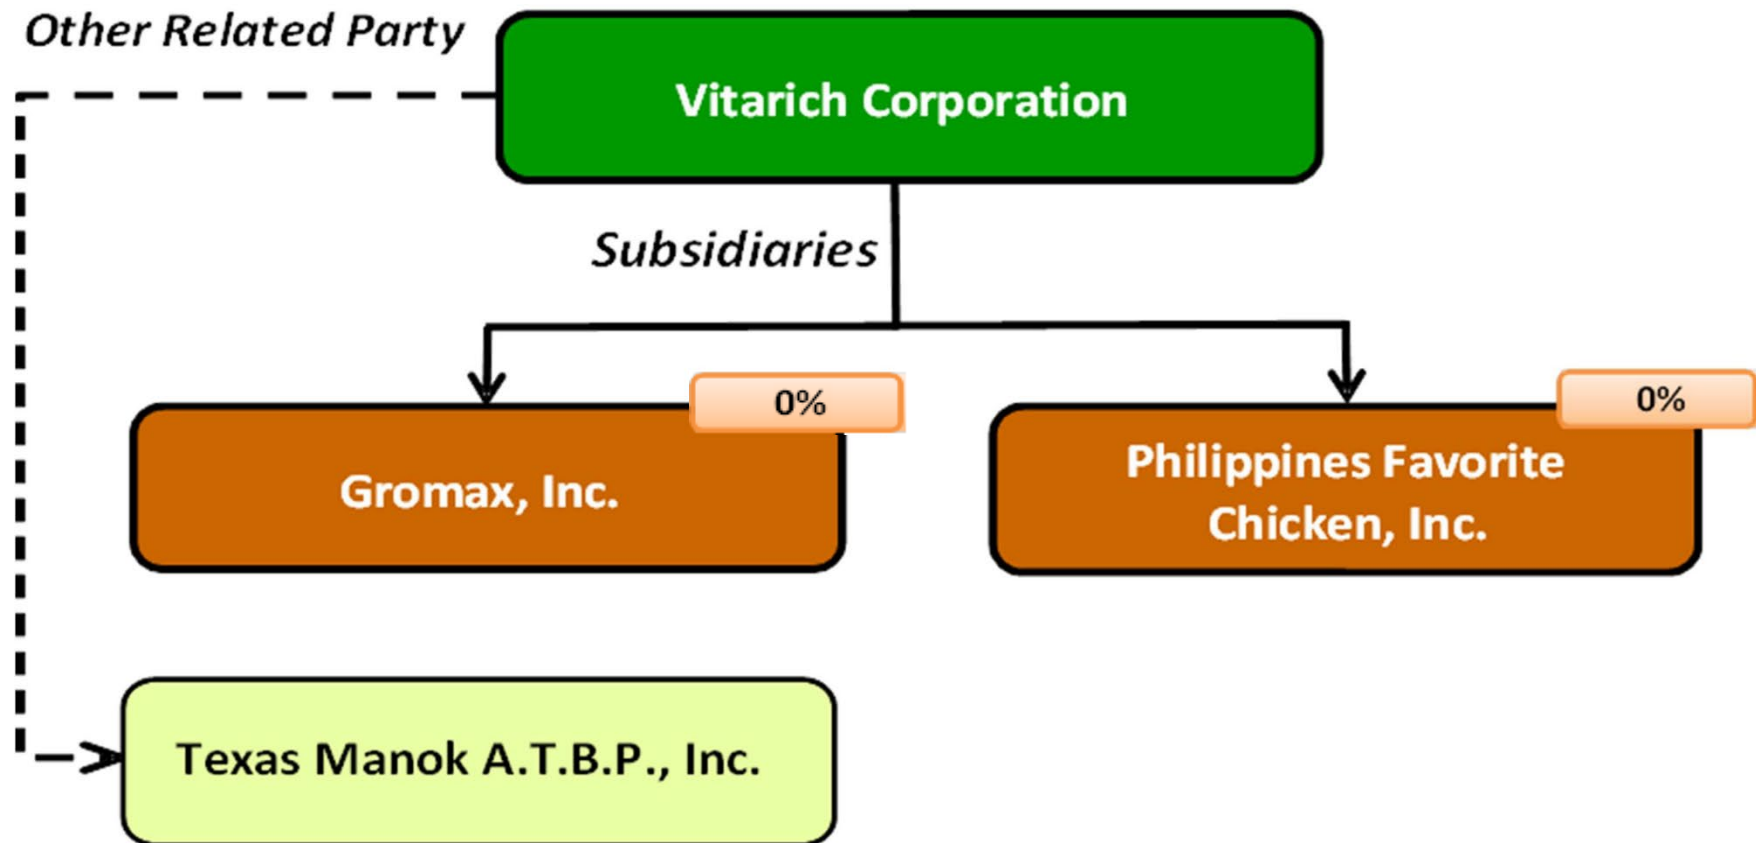 Other Related Party
Vitarich Corporation
Subsidiaries
0%
0%
Gromax, Inc.
Philippines Favorite
Chicken, Inc.
Texas Manok A.T.B.P., Inc.